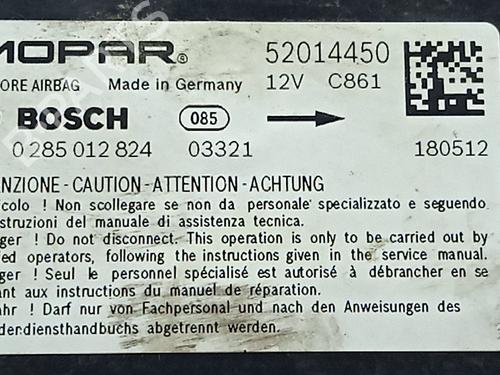 MOPAR® 52014450
ORE AIRBAG Made in Germany 12V C861
BOSCH 085
0 285 012 824 03321 180512
NZIONE - CAUTION - ATTENTION - ACHTUNG
icolo ! Non scollegare se non da personale specializzato e seguendo
struzioni del manuale di assistenza tecnica.
ger ! Do not disconnect. This operation is only to be carried out by
fied operators, following the instructions given in the service manual.
ger ! Seul le personnel spécialisé est autorisé à débrancher en se
ant aux instructions du manuel de réparation.
ahr ! Darf nur von Fachpersonal und nach den Anweisungen des
derdiensthandbuchs abgetrennt werden.